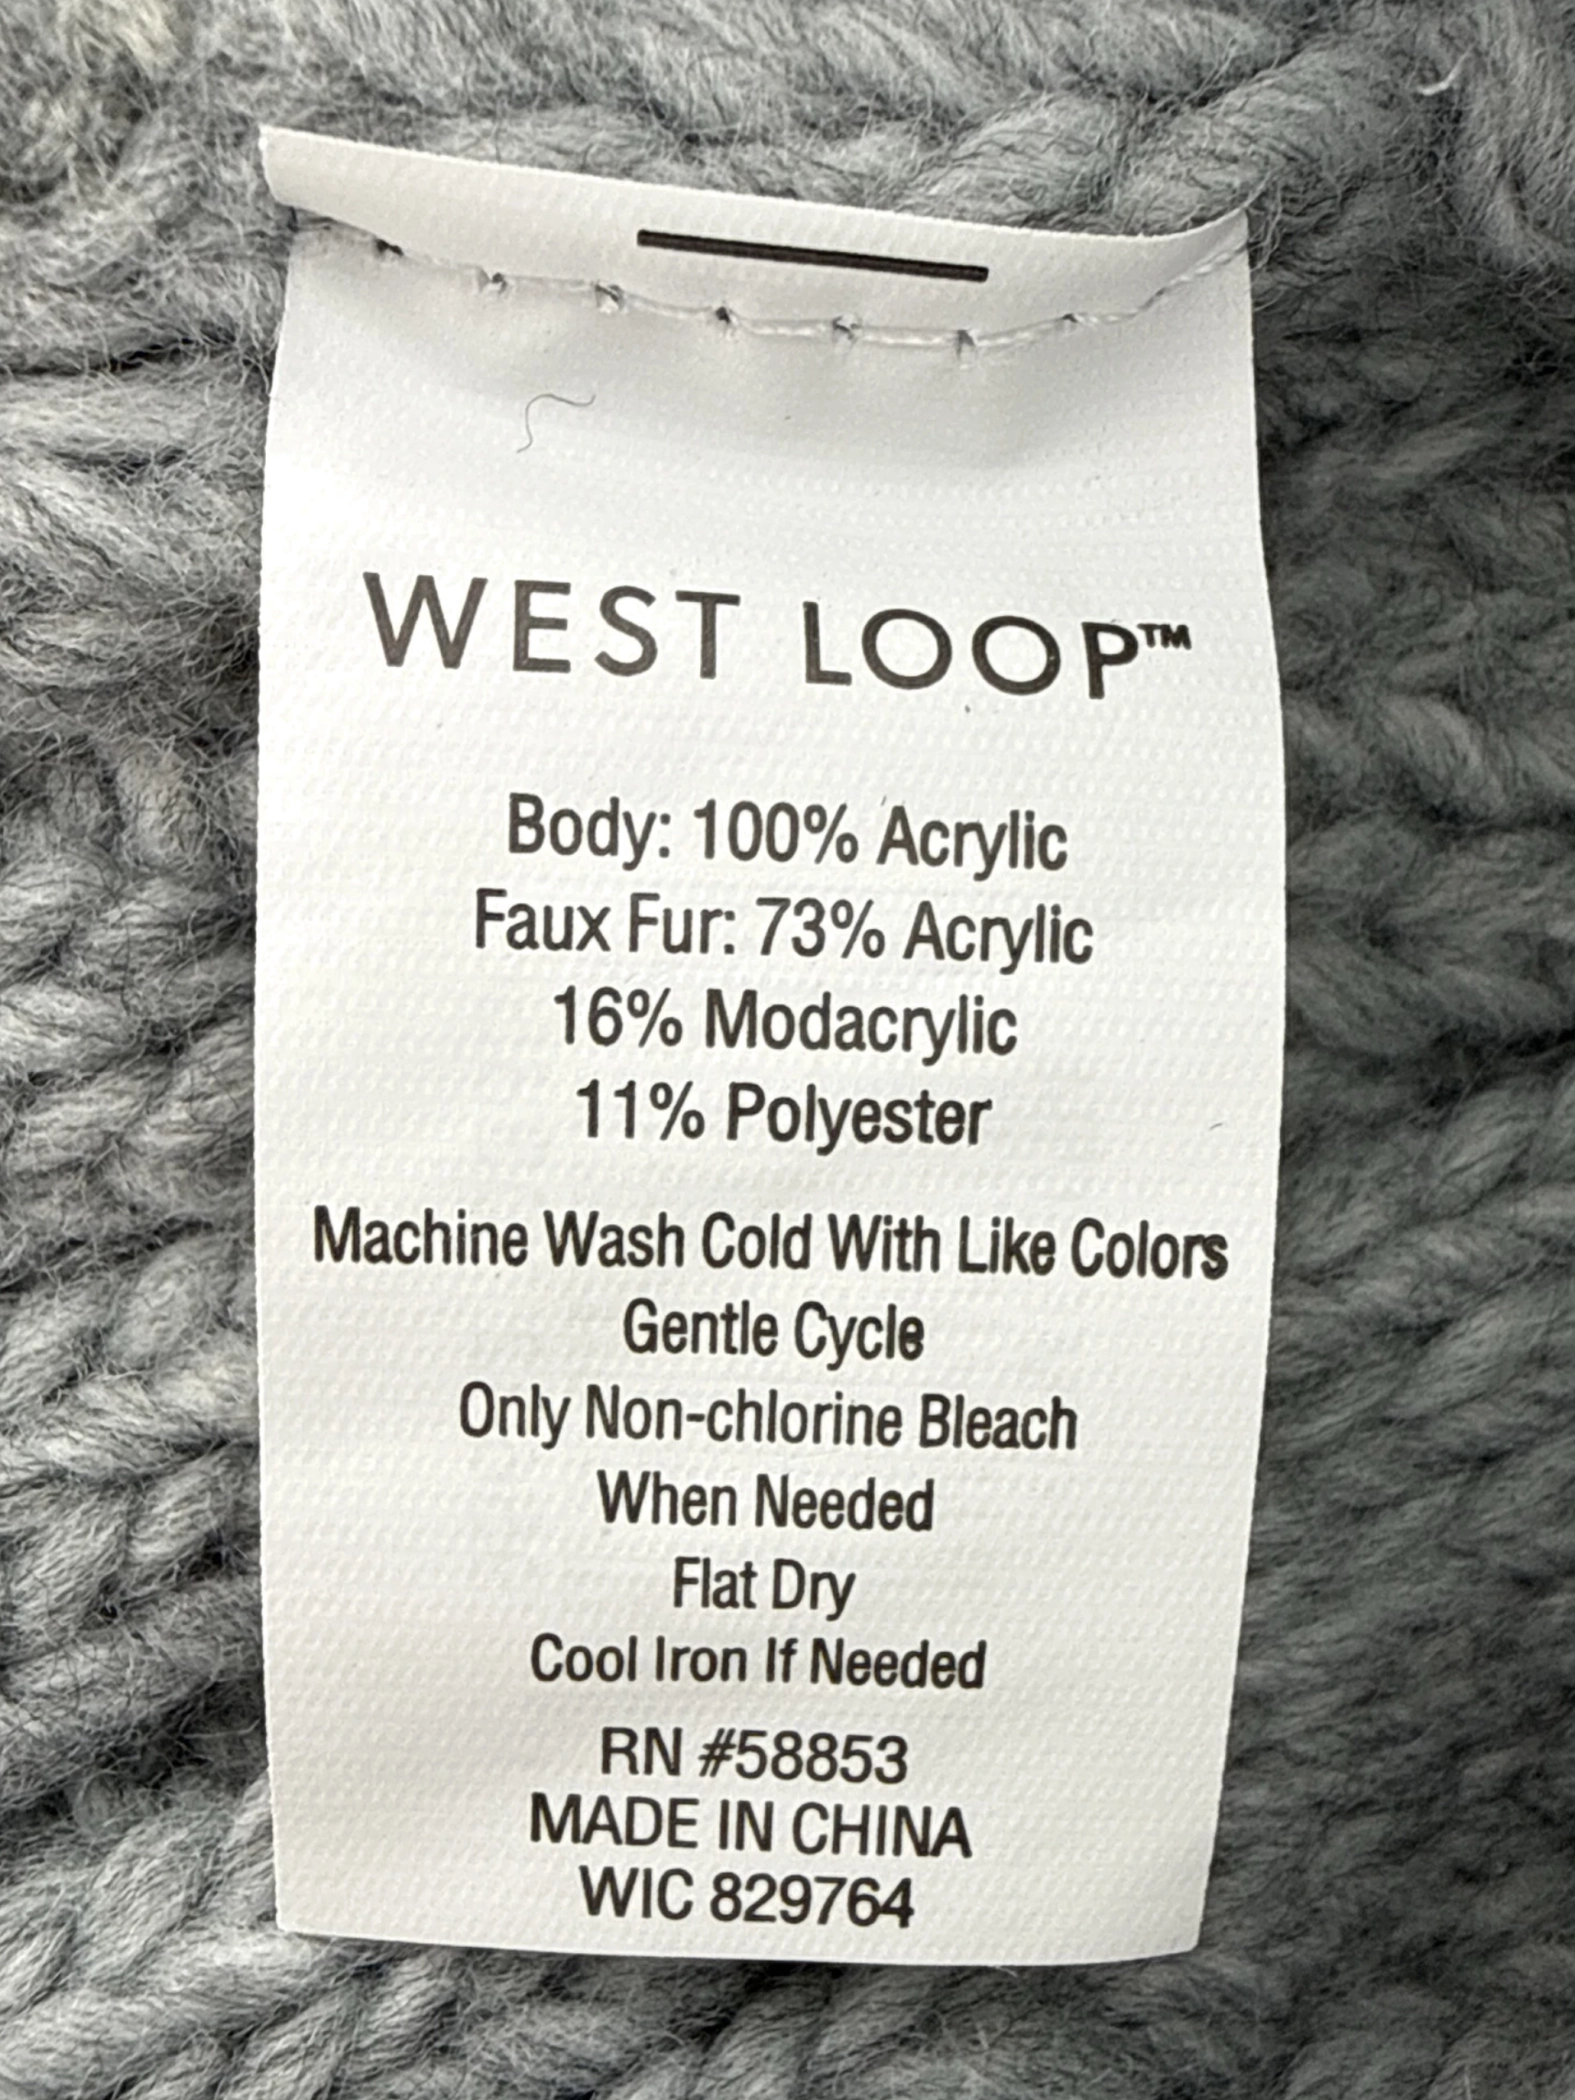 WEST LOOP™
Body: 100% Acrylic
Faux Fur: 73% Acrylic
16% Modacrylic
11% Polyester
Machine Wash Cold With Like Colors
Gentle Cycle
Only Non-chlorine Bleach
When Needed
Flat Dry
Cool Iron If Needed
RN #58853
MADE IN CHINA
WIC 829764